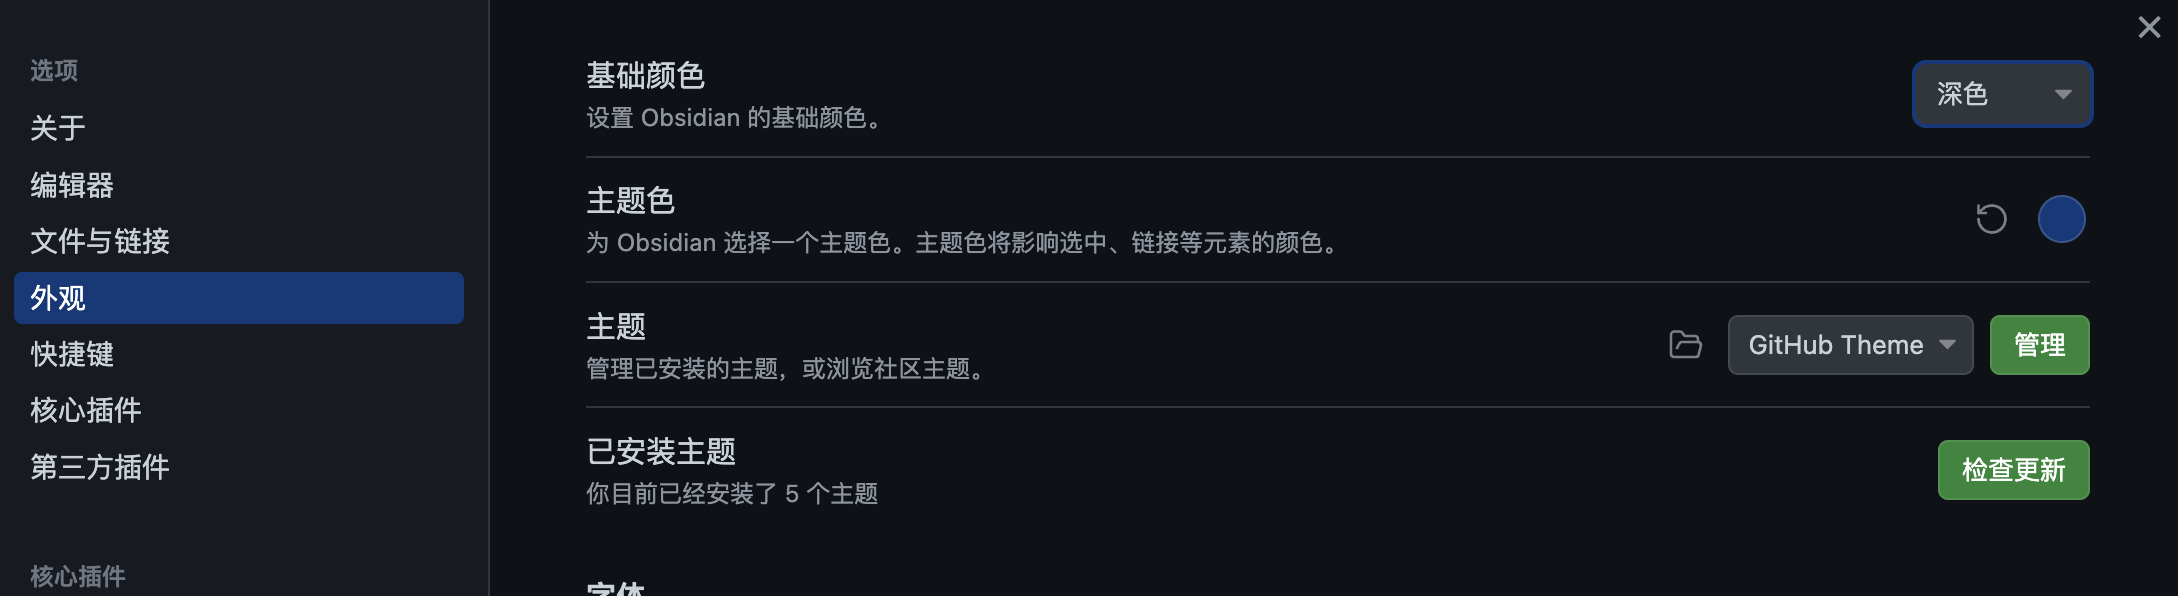 选项
关于
编辑器
文件与链接
外观
快捷键
核心插件
第三方插件
核心插件
基础颜色
设置 Obsidian 的基础颜色。
深色
主题色
为 Obsidian 选择一个主题色。主题色将影响选中、链接等元素的颜色。
主题
管理已安装的主题，或浏览社区主题。
GitHub Theme
管理
已安装主题
你目前已经安装了 5 个主题
检查更新
字体